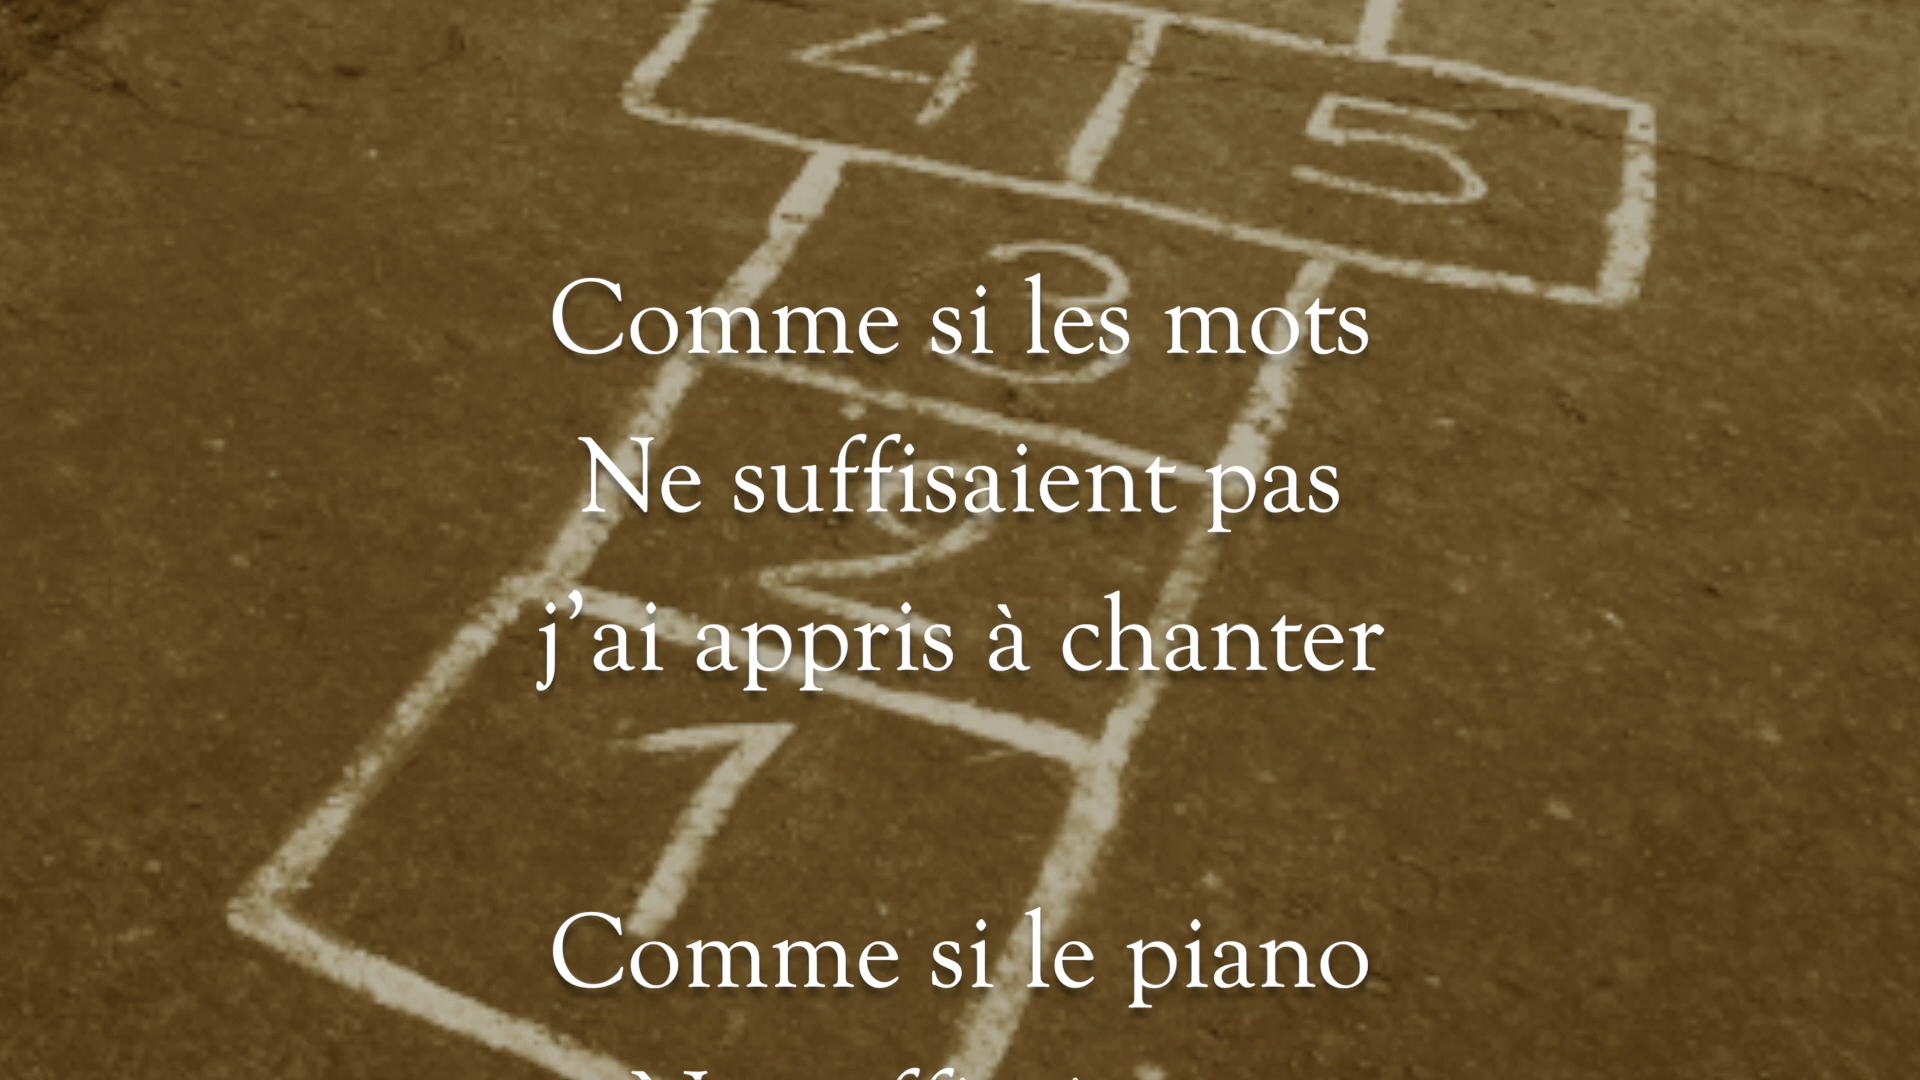 4 5
3
Comme si les mots
Ne suffisaient pas
2
j’ai appris à chanter
1
Comme si le piano